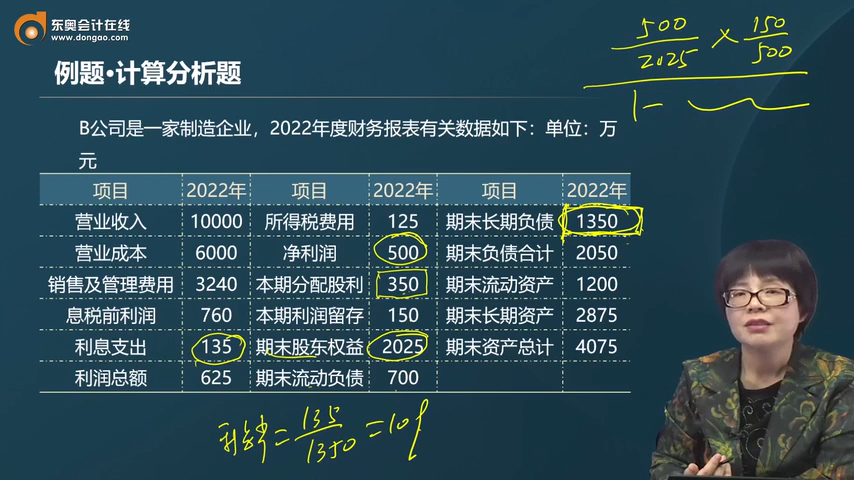 东奥会计在线
www.dongao.com
500/2025 × 150/500
1-
例题·计算分析题
B公司是一家制造企业，2022年度财务报表有关数据如下：单位：万
元
项目 2022年 项目 2022年 项目 2022年
营业收入 10000 所得税费用 125 期末长期负债 1350
营业成本 6000 净利润 500 期末负债合计 2050
销售及管理费用 3240 本期分配股利 350 期末流动资产 1200
息税前利润 760 本期利润留存 150 期末长期资产 2875
利息支出 135 期末股东权益 2025 期末资产总计 4075
利润总额 625 期末流动负债 700
=135/1350=10%